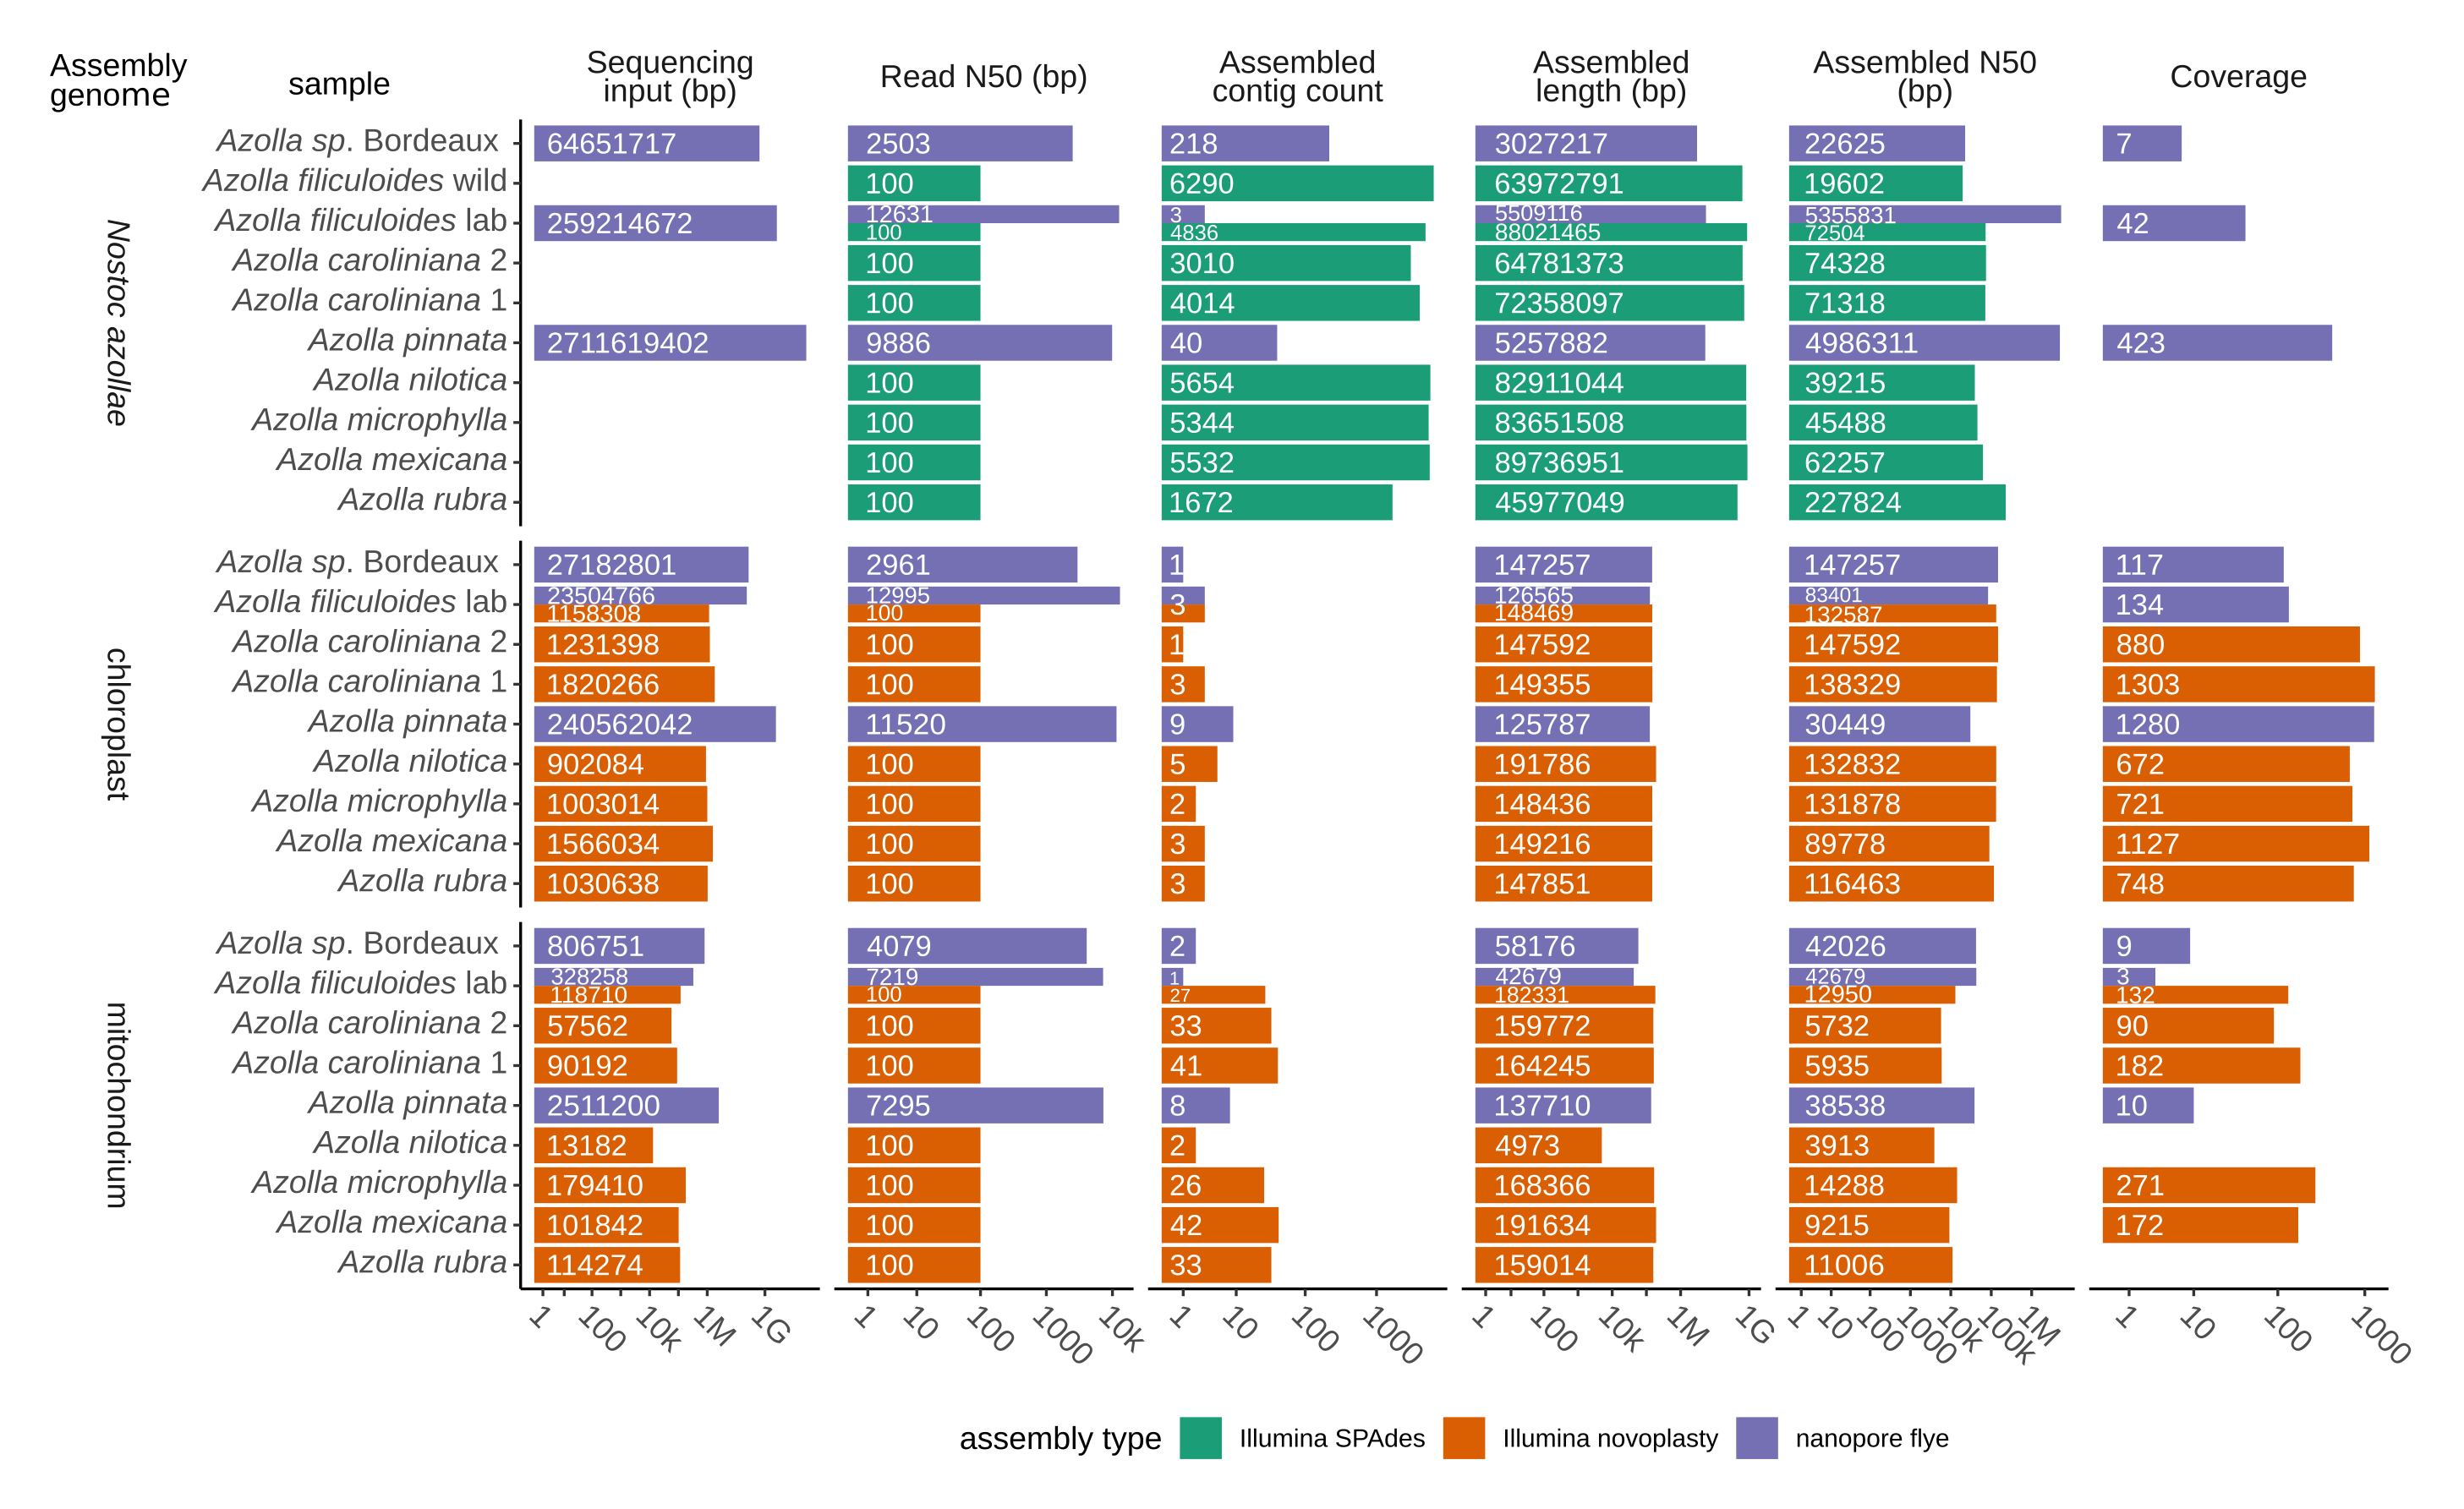 Assembly
genome
sample
Sequencing
input (bp)
Read N50 (bp)
Assembled
contig count
Assembled
length (bp)
Assembled N50
(bp)
Coverage
Nostoc azollae
Azolla sp. Bordeaux 64651717 2503 218 3027217 22625 7
Azolla filiculoides wild 100 6290 63972791 19602
Azolla filiculoides lab 259214672 12631 3 5509116 5355831 42
100 4836 88021465 72504
Azolla caroliniana 2 100 3010 64781373 74328
Azolla caroliniana 1 100 4014 72358097 71318
Azolla pinnata 2711619402 9886 40 5257882 4986311 423
Azolla nilotica 100 5654 82911044 39215
Azolla microphylla 100 5344 83651508 45488
Azolla mexicana 100 5532 89736951 62257
Azolla rubra 100 1672 45977049 227824
chloroplast
Azolla sp. Bordeaux 27182801 2961 1 147257 147257 117
Azolla filiculoides lab 23504766 12995 3 126565 83401 134
1158308 100 148469 132587
Azolla caroliniana 2 1231398 100 1 147592 147592 880
Azolla caroliniana 1 1820266 100 3 149355 138329 1303
Azolla pinnata 240562042 11520 9 125787 30449 1280
Azolla nilotica 902084 100 5 191786 132832 672
Azolla microphylla 1003014 100 2 148436 131878 721
Azolla mexicana 1566034 100 3 149216 89778 1127
Azolla rubra 1030638 100 3 147851 116463 748
mitochondrium
Azolla sp. Bordeaux 806751 4079 2 58176 42026 9
Azolla filiculoides lab 328258 7219 1 42679 42679 3
118710 100 27 182331 12950 132
Azolla caroliniana 2 57562 100 33 159772 5732 90
Azolla caroliniana 1 90192 100 41 164245 5935 182
Azolla pinnata 2511200 7295 8 137710 38538 10
Azolla nilotica 13182 100 2 4973 3913
Azolla microphylla 179410 100 26 168366 14288 271
Azolla mexicana 101842 100 42 191634 9215 172
Azolla rubra 114274 100 33 159014 11006
1 100 10k 1M 1G
1 10 100 1000 10k
1 10 100 1000
1 100 10k 1M 1G
1 10 100 1000 10k 100k 1M
1 10 100 1000
assembly type Illumina SPAdes Illumina novoplasty nanopore flye